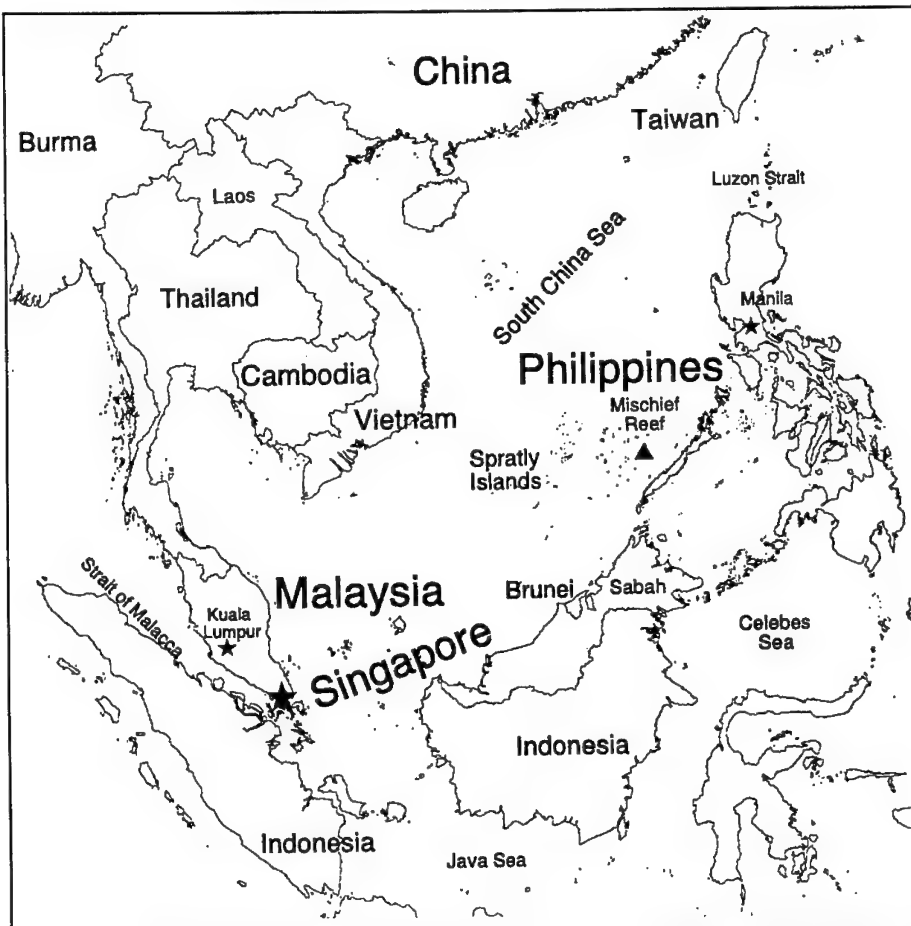 China
Taiwan
Burma
Luzon Strait
Laos
South China Sea
Thailand
Manila
Philippines
Cambodia
Mischief
Reef
Vietnam
Spratly
Islands
Strait of Malacca
Malaysia
Brunei
Sabah
Kuala
Lumpur
Celebes
Sea
Singapore
Indonesia
Indonesia
Java Sea